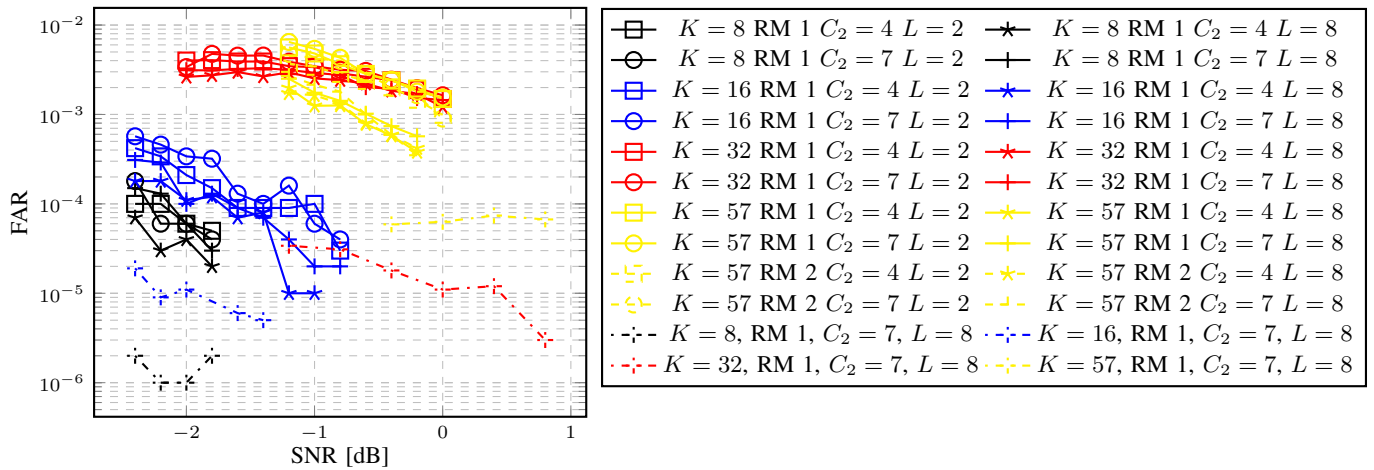 10⁻²
10⁻³
10⁻⁴
10⁻⁵
10⁻⁶
FAR
−2 −1 0 1
SNR [dB]
K = 8 RM 1 C₂ = 4 L = 2 K = 8 RM 1 C₂ = 4 L = 8
K = 8 RM 1 C₂ = 7 L = 2 K = 8 RM 1 C₂ = 7 L = 8
K = 16 RM 1 C₂ = 4 L = 2 K = 16 RM 1 C₂ = 4 L = 8
K = 16 RM 1 C₂ = 7 L = 2 K = 16 RM 1 C₂ = 7 L = 8
K = 32 RM 1 C₂ = 4 L = 2 K = 32 RM 1 C₂ = 4 L = 8
K = 32 RM 1 C₂ = 7 L = 2 K = 32 RM 1 C₂ = 7 L = 8
K = 57 RM 1 C₂ = 4 L = 2 K = 57 RM 1 C₂ = 4 L = 8
K = 57 RM 1 C₂ = 7 L = 2 K = 57 RM 1 C₂ = 7 L = 8
K = 57 RM 2 C₂ = 4 L = 2 K = 57 RM 2 C₂ = 4 L = 8
K = 57 RM 2 C₂ = 7 L = 2 K = 57 RM 2 C₂ = 7 L = 8
K = 8, RM 1, C₂ = 7, L = 8 K = 16, RM 1, C₂ = 7, L = 8
K = 32, RM 1, C₂ = 7, L = 8 K = 57, RM 1, C₂ = 7, L = 8